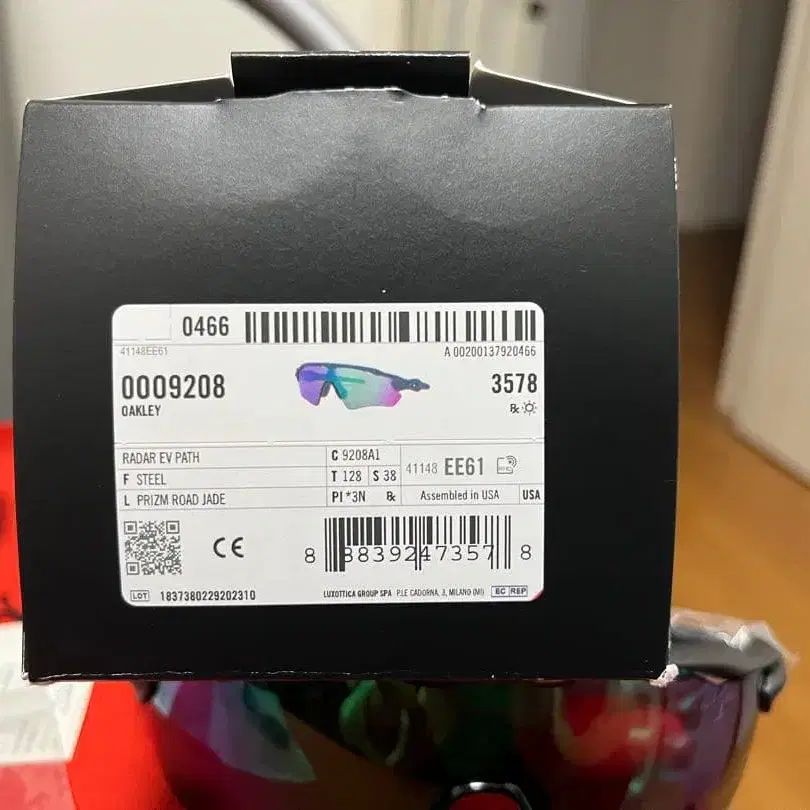 0466
41148EE61
A 00200137920466
0009208
3578
OAKLEY
RADAR EV PATH
C 9208A1
F STEEL
T 128 S 38
41148 EE61
L PRIZM ROAD JADE
PI *3N
Assembled in USA
USA
CE
8 88392 47357 8
LOT 1837380229202310
LUXOTTICA GROUP SPA P.LE CADORNA, 3, MILANO (MI)
EC REP